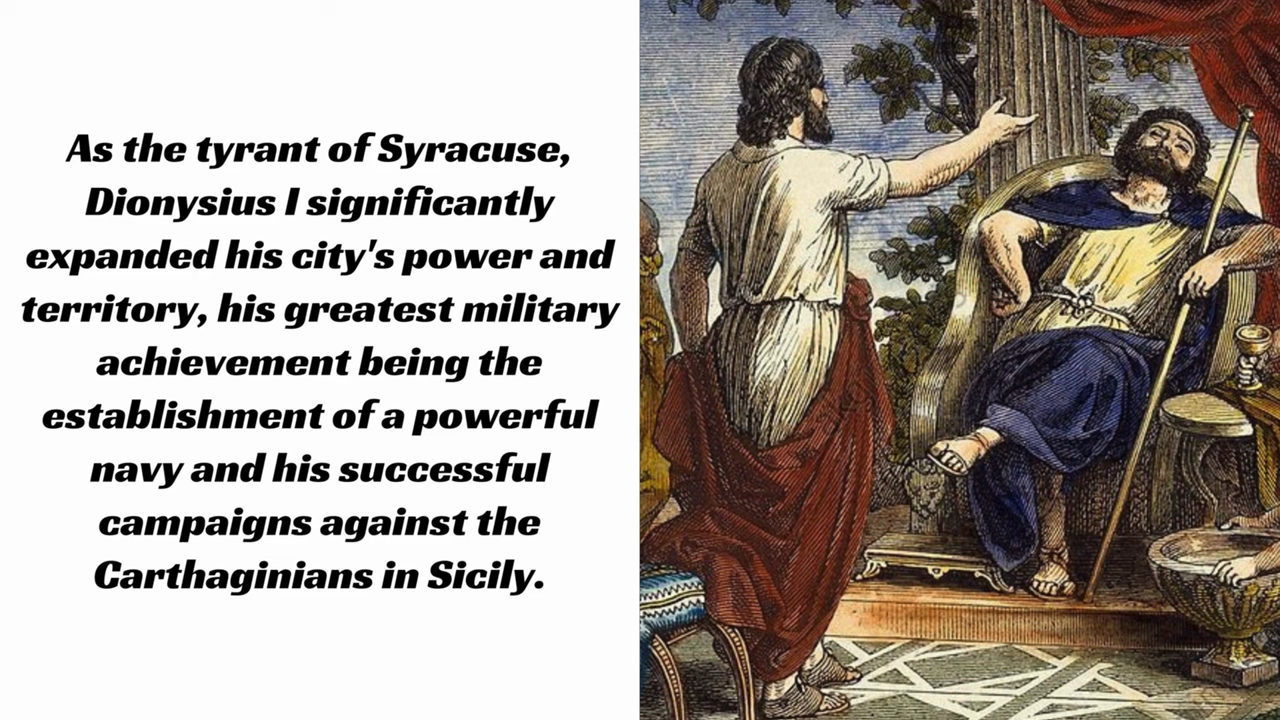 As the tyrant of Syracuse,
Dionysius I significantly
expanded his city's power and
territory, his greatest military
achievement being the
establishment of a powerful
navy and his successful
campaigns against the
Carthaginians in Sicily.